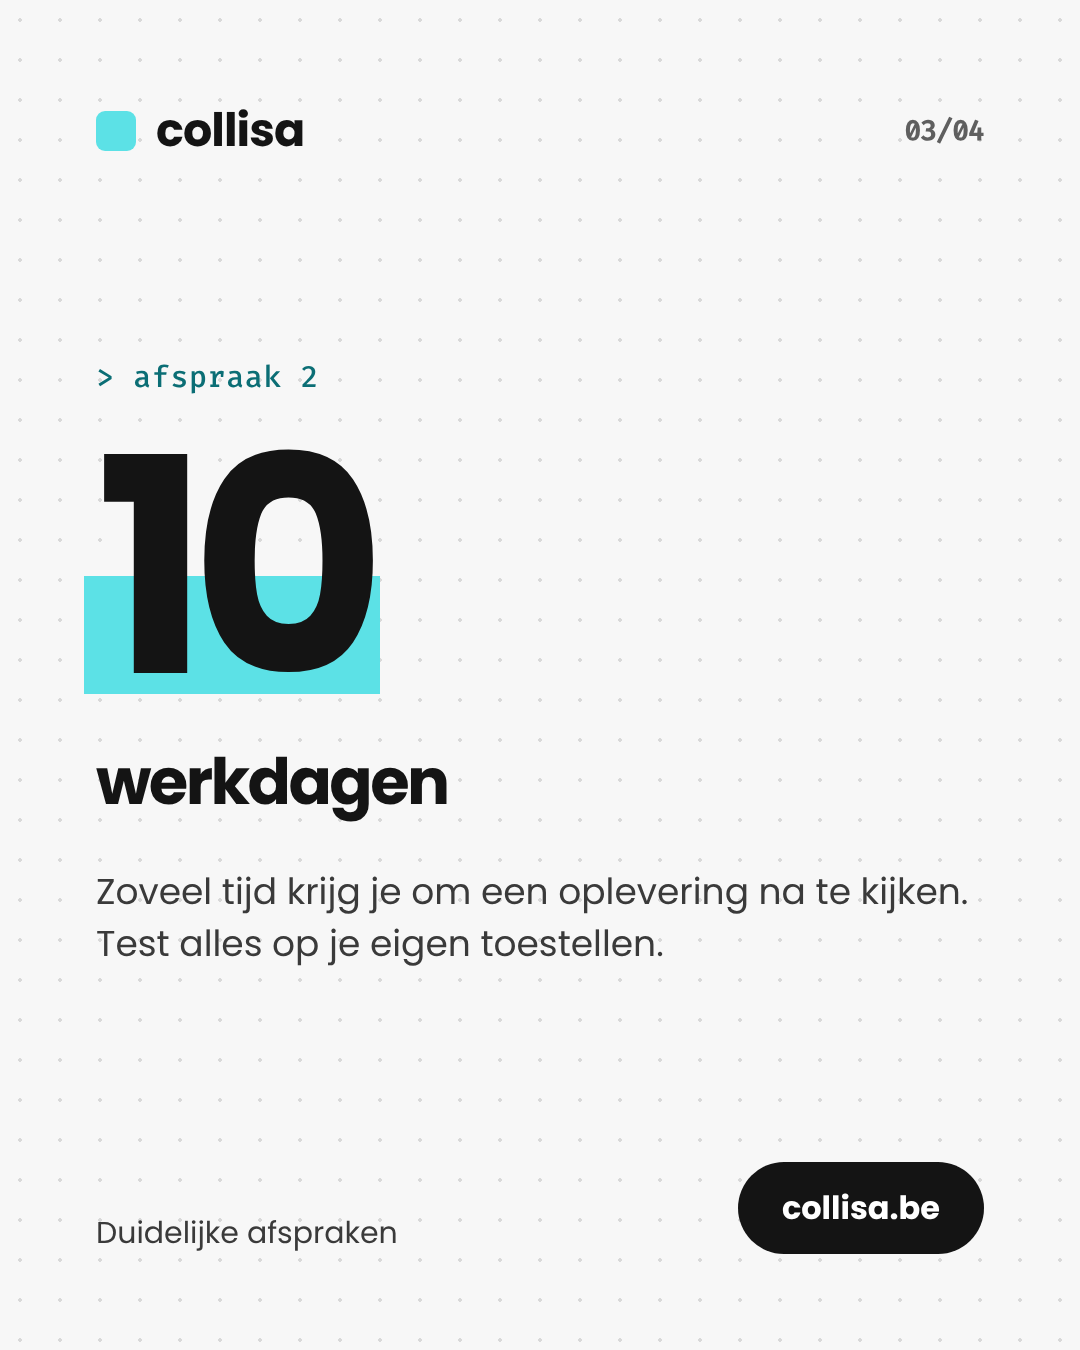 collisa
03/04
> afspraak 2
10
werkdagen
Zoveel tijd krijg je om een oplevering na te kijken.
Test alles op je eigen toestellen.
Duidelijke afspraken
collisa.be